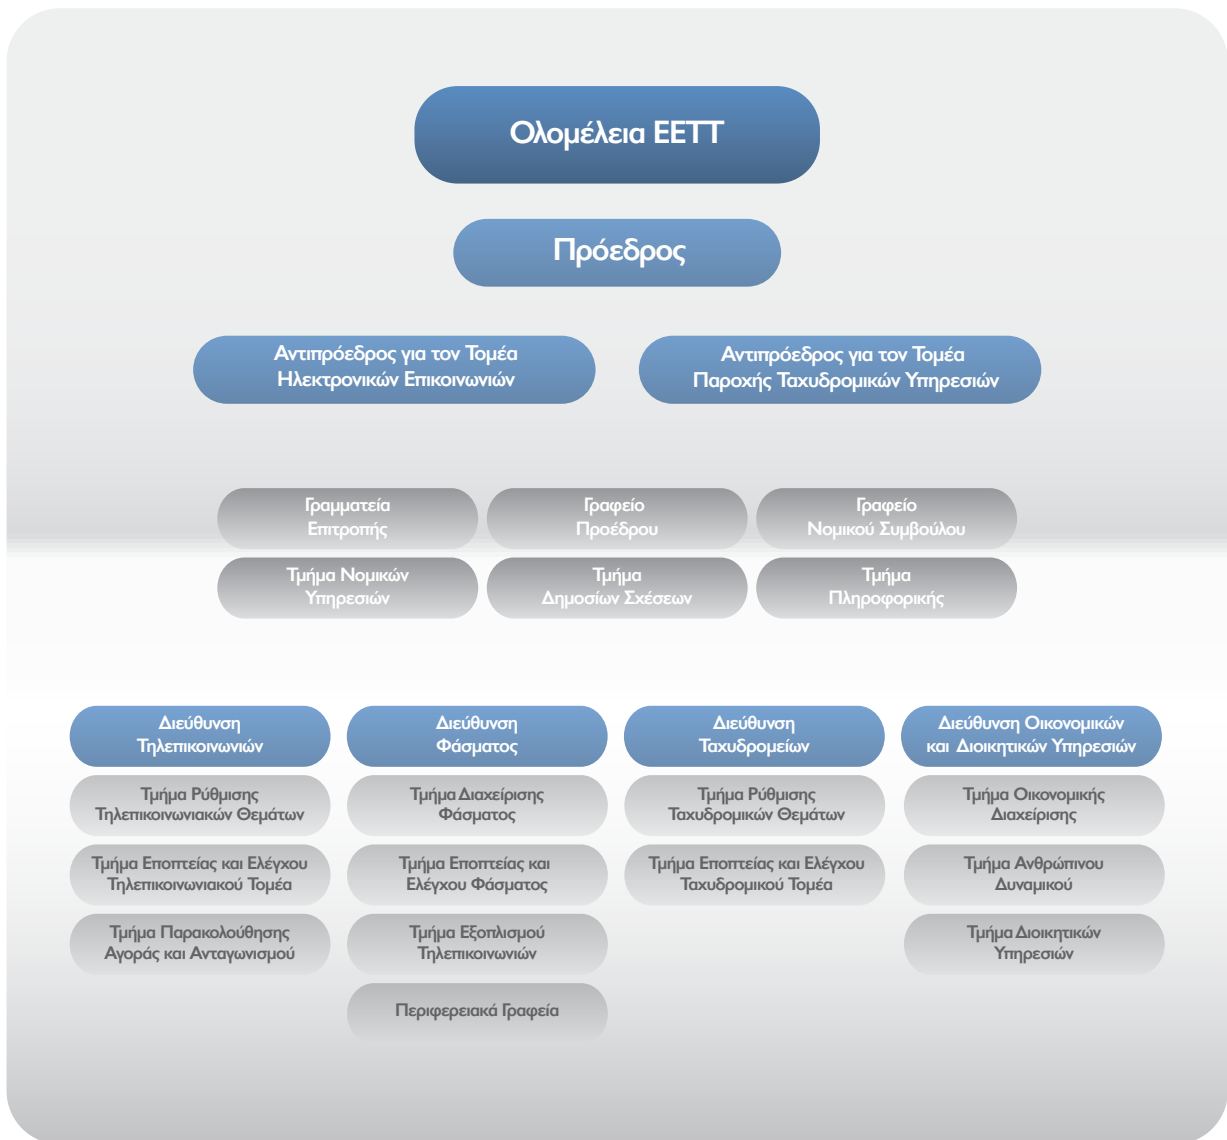 Ολομέλεια ΕΕΤΤ
Πρόεδρος
Αντιπρόεδρος για τον Τομέα
Ηλεκτρονικών Επικοινωνιών
Αντιπρόεδρος για τον Τομέα
Παροχής Ταχυδρομικών Υπηρεσιών
Γραμματεία
Επιτροπής
Γραφείο
Προέδρου
Γραφείο
Νομικού Συμβούλου
Τμήμα Νομικών
Υπηρεσιών
Τμήμα
Δημοσίων Σχέσεων
Τμήμα
Πληροφορικής
Διεύθυνση
Τηλεπικοινωνιών
Τμήμα Ρύθμισης
Τηλεπικοινωνιακών Θεμάτων
Τμήμα Εποπτείας και Ελέγχου
Τηλεπικοινωνιακού Τομέα
Τμήμα Παρακολούθησης
Αγοράς και Ανταγωνισμού
Διεύθυνση
Φάσματος
Τμήμα Διαχείρισης
Φάσματος
Τμήμα Εποπτείας και
Ελέγχου Φάσματος
Τμήμα Εξοπλισμού
Τηλεπικοινωνιών
Περιφερειακά Γραφεία
Διεύθυνση
Ταχυδρομείων
Τμήμα Ρύθμισης
Ταχυδρομικών Θεμάτων
Τμήμα Εποπτείας και Ελέγχου
Ταχυδρομικού Τομέα
Διεύθυνση Οικονομικών
και Διοικητικών Υπηρεσιών
Τμήμα Οικονομικής
Διαχείρισης
Τμήμα Ανθρώπινου
Δυναμικού
Τμήμα Διοικητικών
Υπηρεσιών